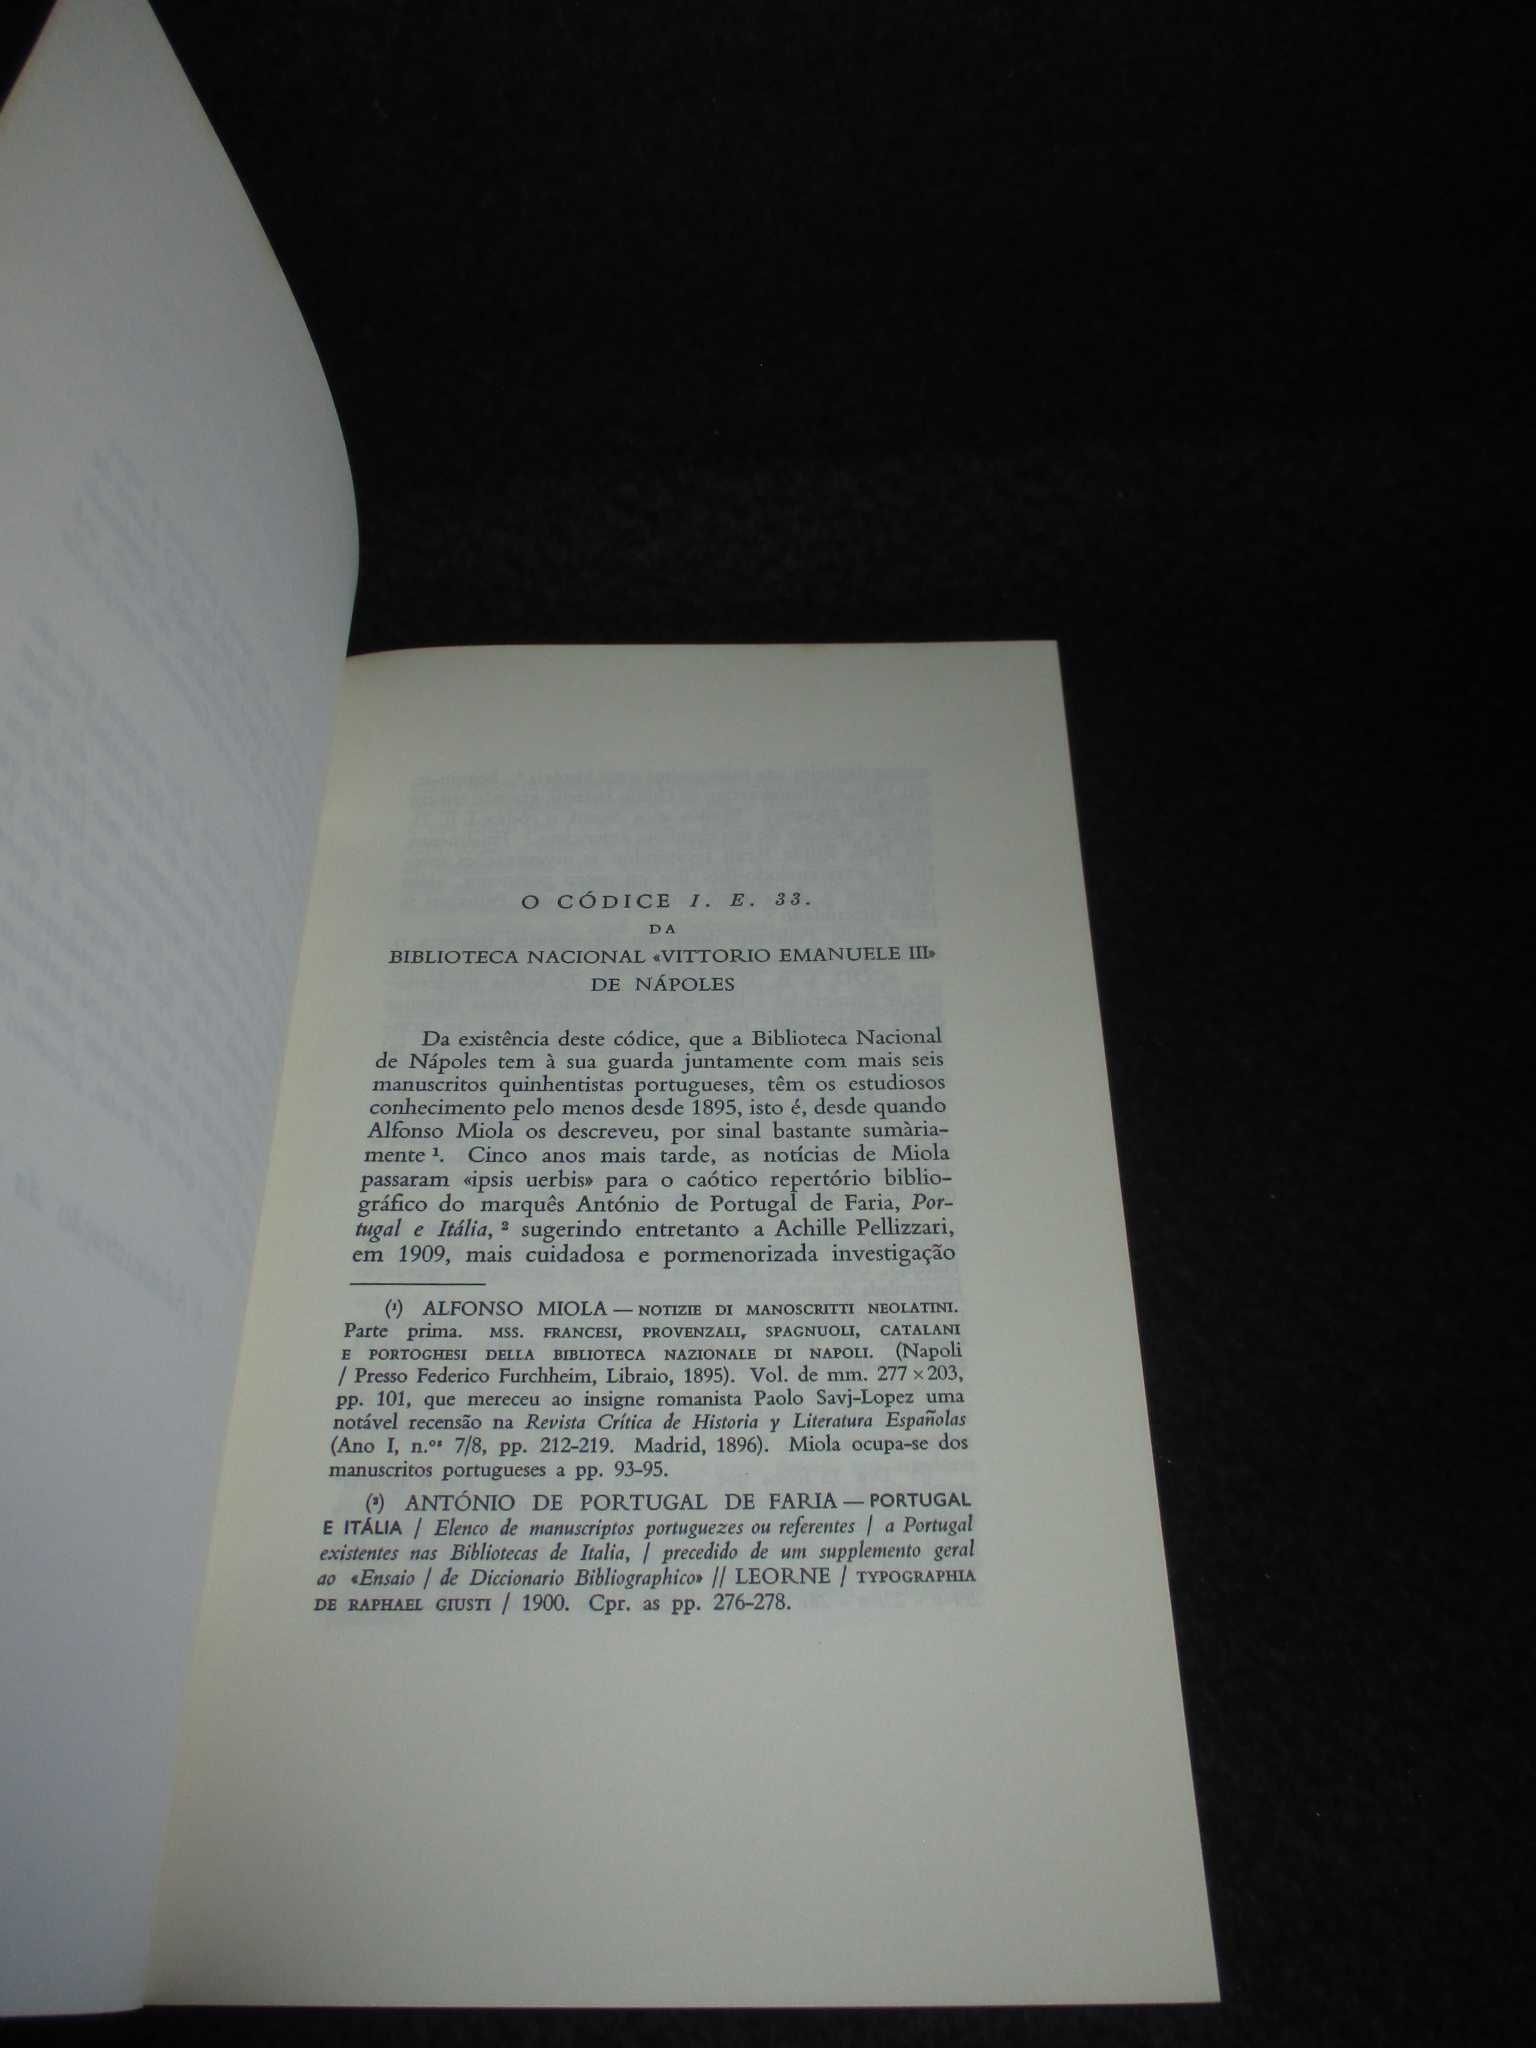 O CÓDICE I. E. 33.
DA
BIBLIOTECA NACIONAL «VITTORIO EMANUELE III»
DE NÁPOLES
Da existência deste códice, que a Biblioteca Nacional
de Nápoles tem à sua guarda juntamente com mais seis
manuscritos quinhentistas portugueses, têm os estudiosos
conhecimento pelo menos desde 1895, isto é, desde quando
Alfonso Miola os descreveu, por sinal bastante sumària-
mente ¹. Cinco anos mais tarde, as notícias de Miola
passaram «ipsis uerbis» para o caótico repertório biblio-
gráfico do marquês António de Portugal de Faria, Por-
tugal e Itália, ² sugerindo entretanto a Achille Pellizzari,
em 1909, mais cuidadosa e pormenorizada investigação
(¹) ALFONSO MIOLA — NOTIZIE DI MANOSCRITTI NEOLATINI.
Parte prima. MSS. FRANCESI, PROVENZALI, SPAGNUOLI, CATALANI
E PORTOGHESI DELLA BIBLIOTECA NAZIONALE DI NAPOLI. (Napoli
/ Presso Federico Furchheim, Libraio, 1895). Vol. de mm. 277 × 203,
pp. 101, que mereceu ao insigne romanista Paolo Savj-Lopez uma
notável recensão na Revista Crítica de Historia y Literatura Españolas
(Ano I, n.ᵒˢ 7/8, pp. 212-219. Madrid, 1896). Miola ocupa-se dos
manuscritos portugueses a pp. 93-95.
(²) ANTÓNIO DE PORTUGAL DE FARIA — PORTUGAL
E ITÁLIA / Elenco de manuscriptos portuguezes ou referentes / a Portugal
existentes nas Bibliotecas de Italia, / precedido de um supplemento geral
ao «Ensaio / de Diccionario Bibliographico» // LEORNE / TYPOGRAPHIA
DE RAPHAEL GIUSTI / 1900. Cpr. as pp. 276-278.